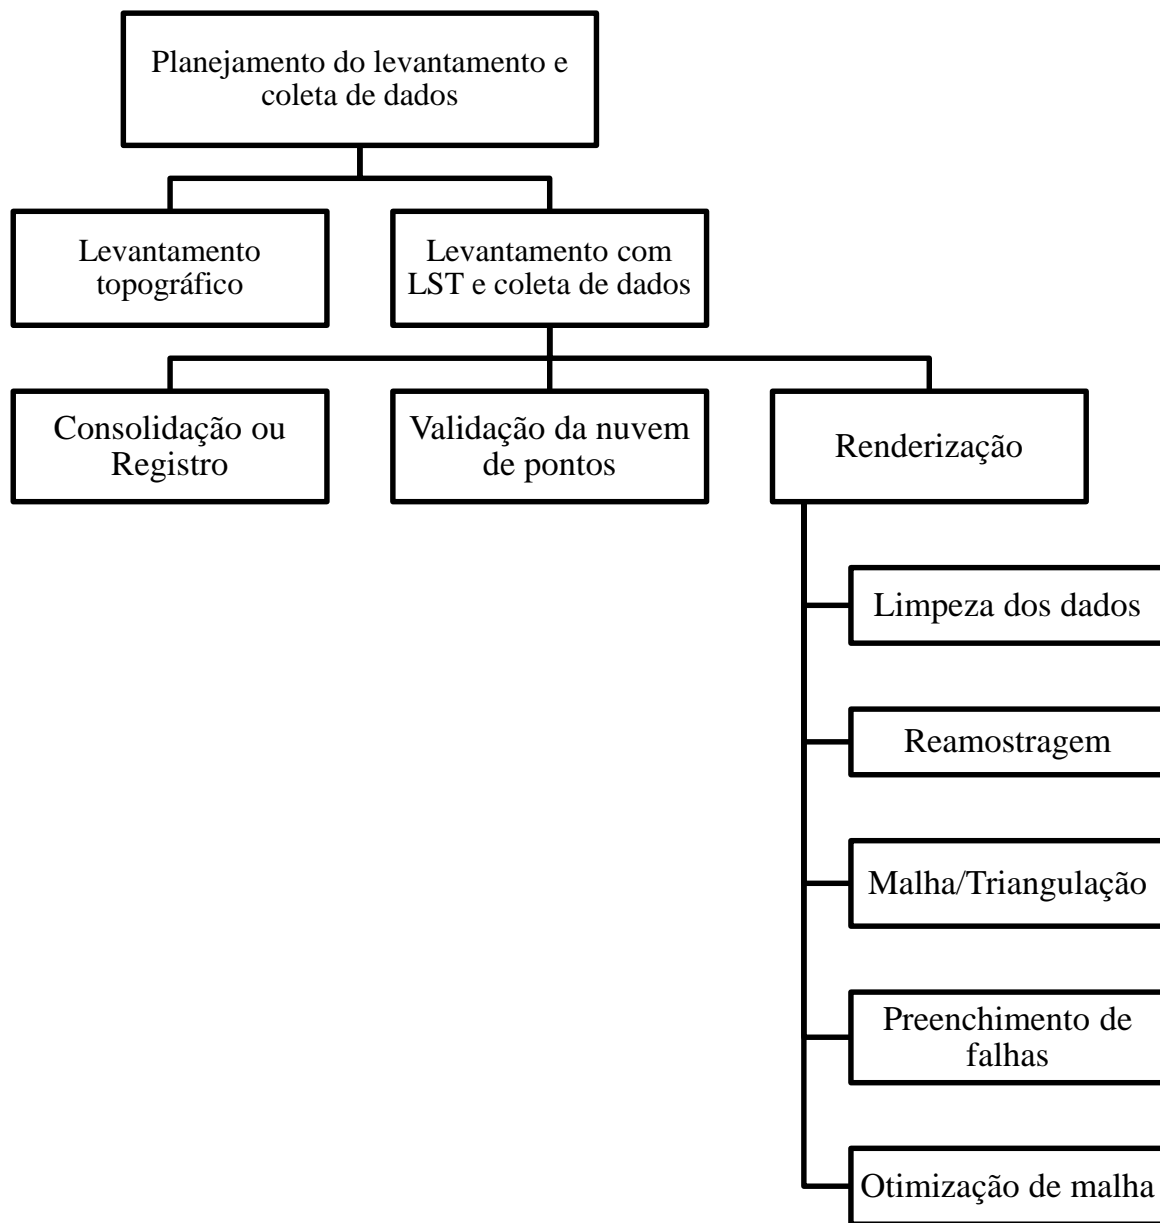 Planejamento do levantamento e
coleta de dados
Levantamento
topográfico
Levantamento com
LST e coleta de dados
Consolidação ou
Registro
Validação da nuvem
de pontos
Renderização
Limpeza dos dados
Reamostragem
Malha/Triangulação
Preenchimento de
falhas
Otimização de malha